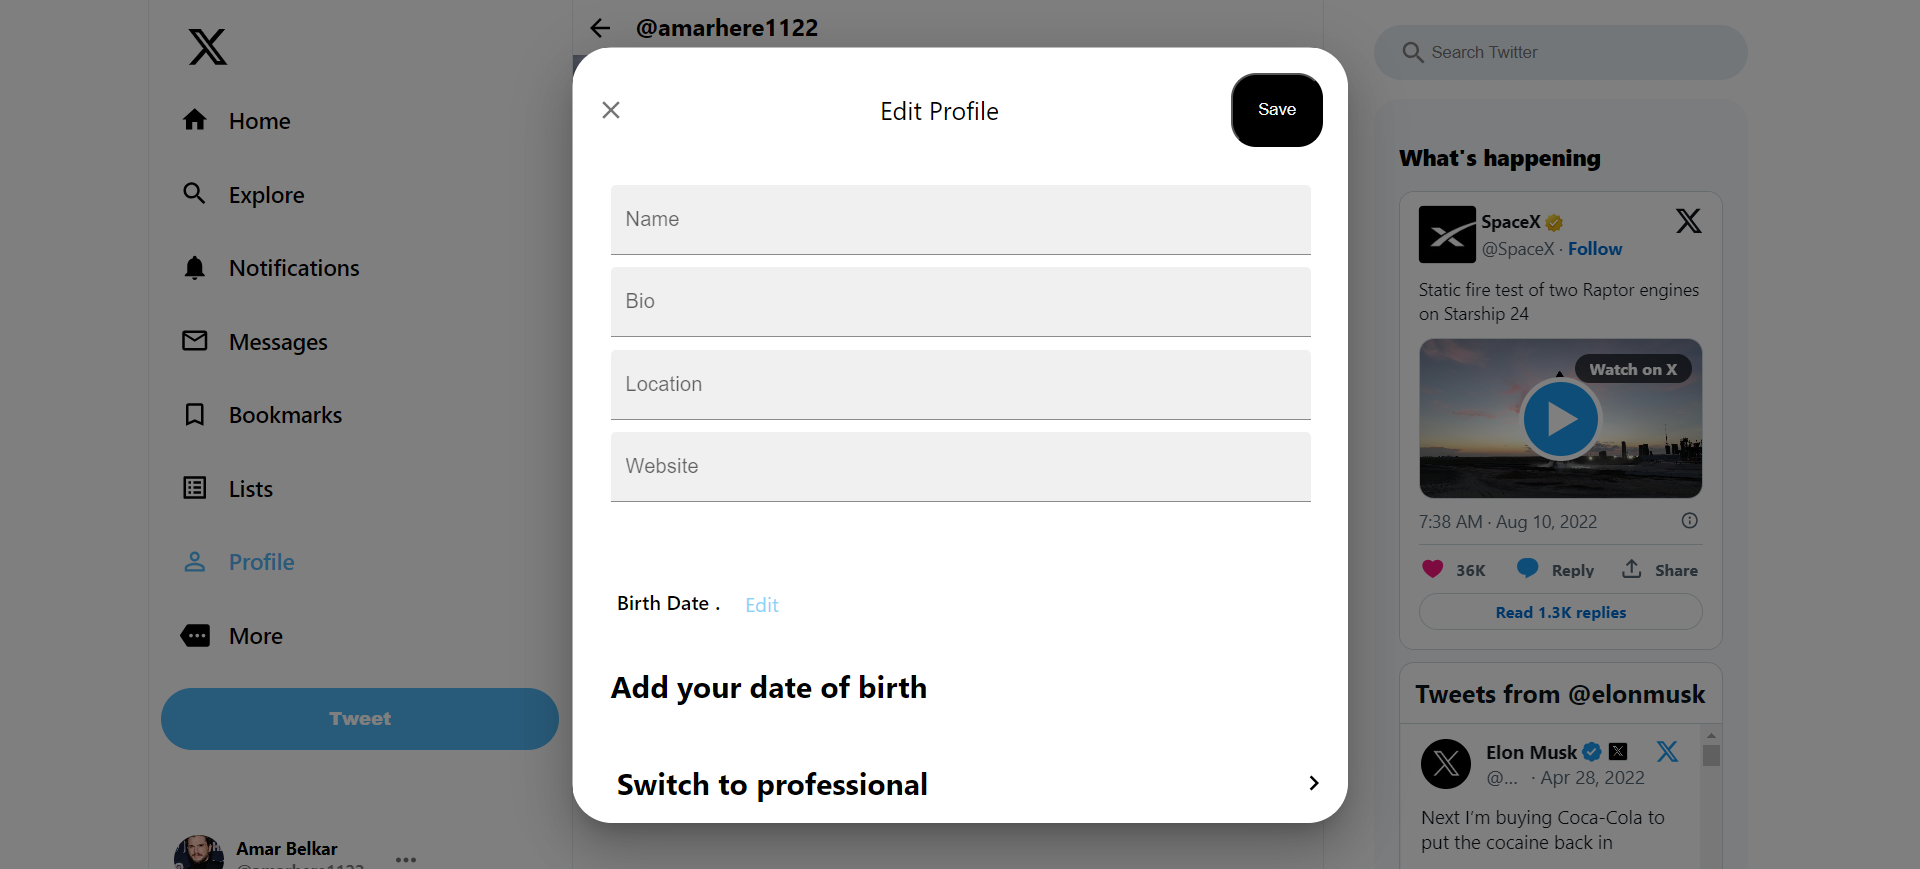 Home
Explore
Notifications
Messages
Bookmarks
Lists
Profile
More
Tweet
Amar Belkar
@amarhere1122
@amarhere1122
Edit Profile
Save
Name
Bio
Location
Website
Birth Date .
Edit
Add your date of birth
Switch to professional
Search Twitter
What's happening
SpaceX
@SpaceX · Follow
Static fire test of two Raptor engines
on Starship 24
Watch on X
7:38 AM · Aug 10, 2022
36K
Reply
Share
Read 1.3K replies
Tweets from @elonmusk
Elon Musk
@... · Apr 28, 2022
Next I'm buying Coca-Cola to
put the cocaine back in